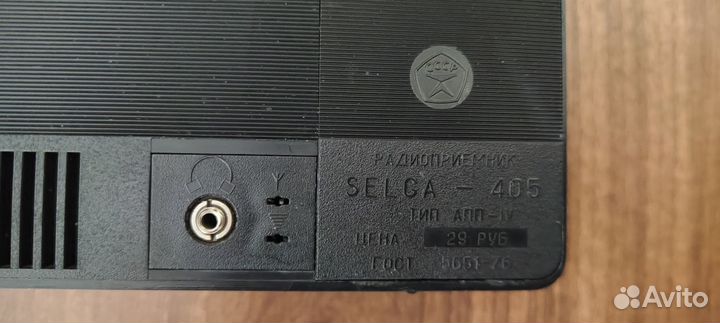 СССР
РАДИОПРИЕМНИК
SELGA - 405
ТИП АПП-IV
ЦЕНА 29 РУБ
ГОСТ 5651-76
Avito